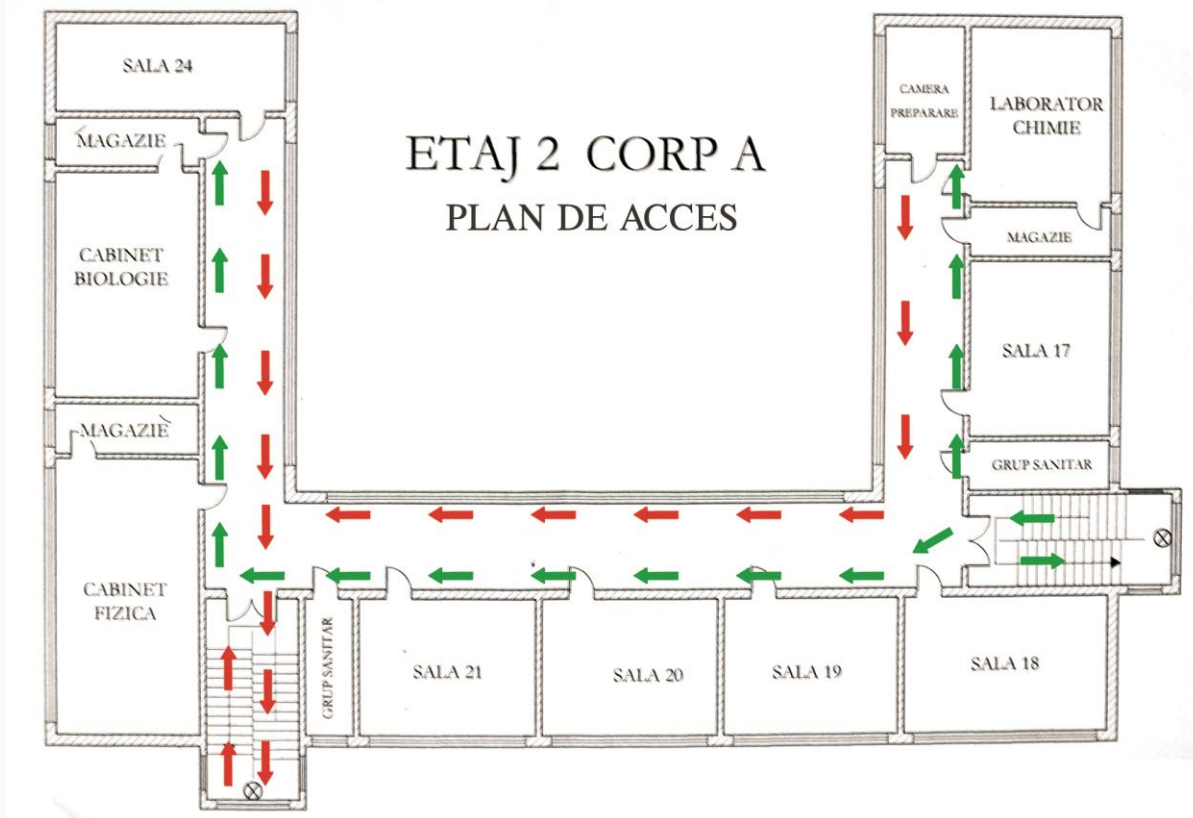 ETAJ 2 CORP A
PLAN DE ACCES
SALA 24
MAGAZIE
CABINET
BIOLOGIE
MAGAZIE
CABINET
FIZICA
GRUP SANITAR
SALA 21
SALA 20
SALA 19
SALA 18
CAMERA
PREPARARE
LABORATOR
CHIMIE
MAGAZIE
SALA 17
GRUP SANITAR